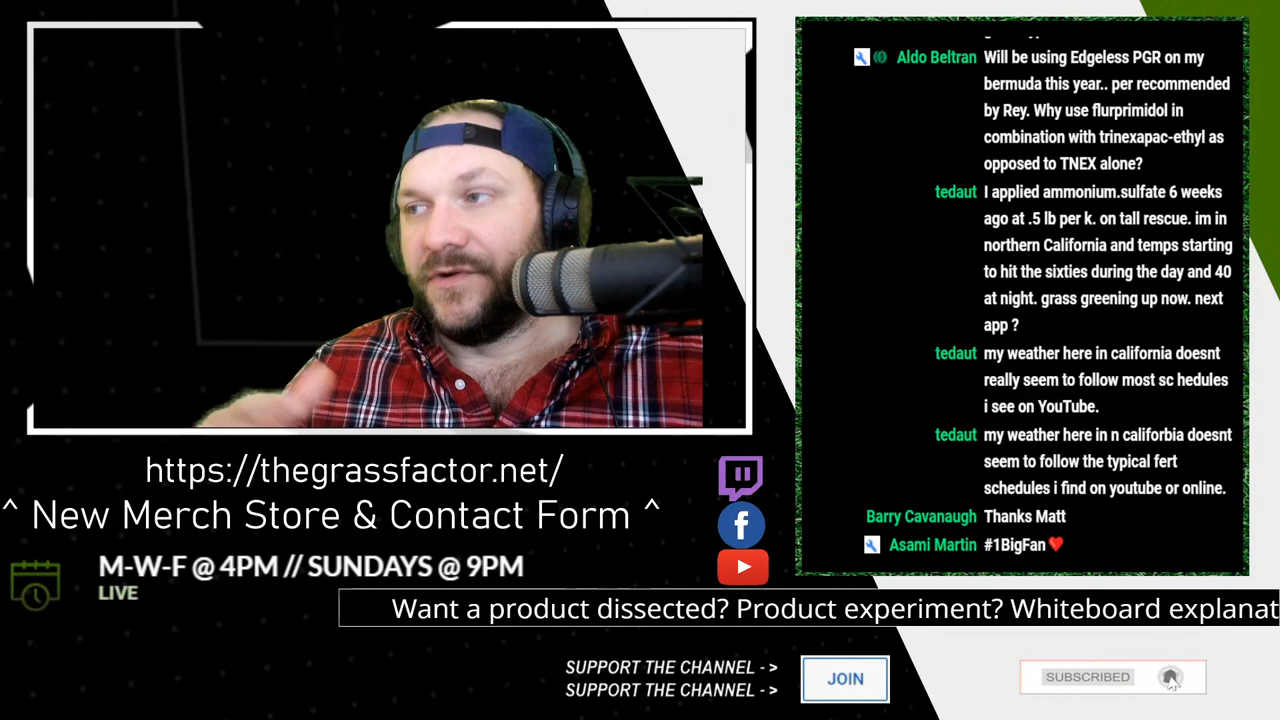 Aldo Beltran Will be using Edgeless PGR on my
bermuda this year.. per recommended
by Rey. Why use flurprimidol in
combination with trinexapac-ethyl as
opposed to TNEX alone?
tedaut I applied ammonium.sulfate 6 weeks
ago at .5 lb per k. on tall rescue. im in
northern California and temps starting
to hit the sixties during the day and 40
at night. grass greening up now. next
app ?
tedaut my weather here in california doesnt
really seem to follow most sc hedules
i see on YouTube.
tedaut my weather here in n califorbia doesnt
seem to follow the typical fert
schedules i find on youtube or online.
Barry Cavanaugh Thanks Matt
Asami Martin #1BigFan❤️
https://thegrassfactor.net/
^ New Merch Store & Contact Form ^
M-W-F @ 4PM // SUNDAYS @ 9PM
LIVE
Want a product dissected? Product experiment? Whiteboard explanat
SUPPORT THE CHANNEL - >
SUPPORT THE CHANNEL - >
JOIN
SUBSCRIBED